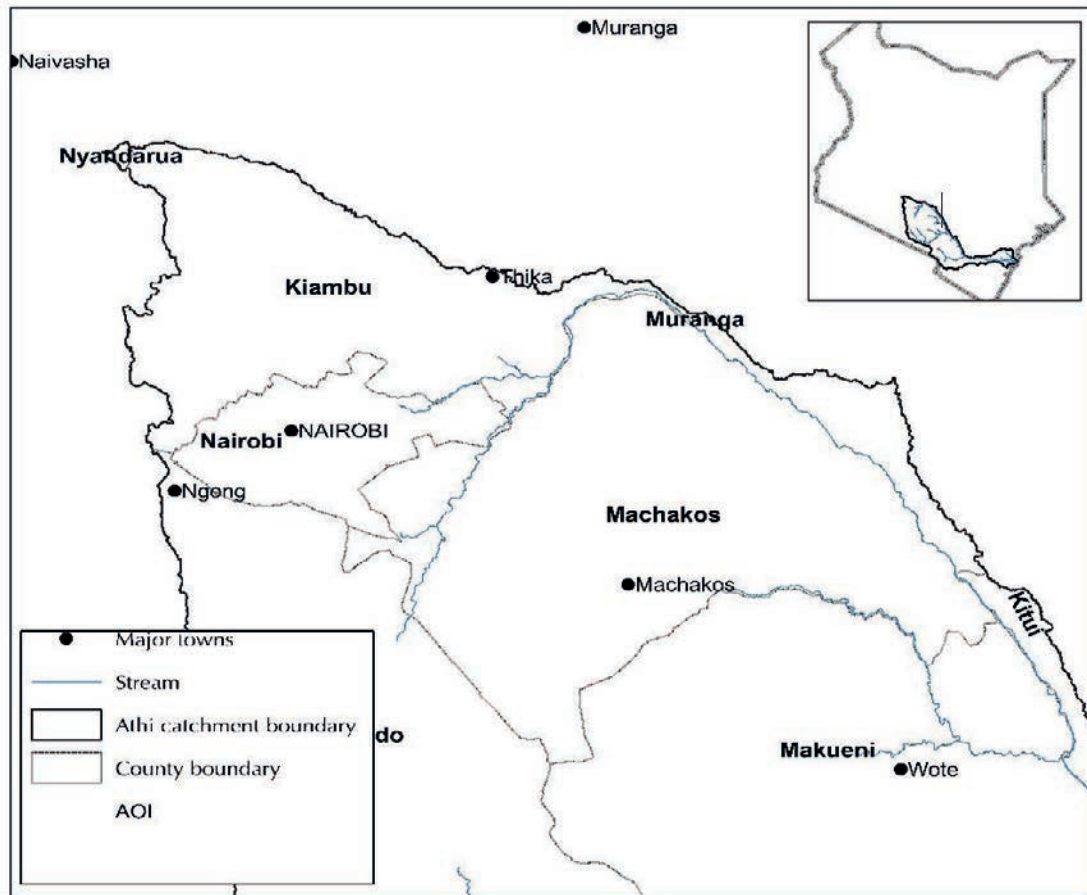 Muranga
Naivasha
Nyandarua
Thika
Kiambu
Muranga
Nairobi
NAIROBI
Ngong
Machakos
Machakos
Kitui
Major towns
Stream
Athi catchment boundary
do
County boundary
Makueni
Wote
AOI